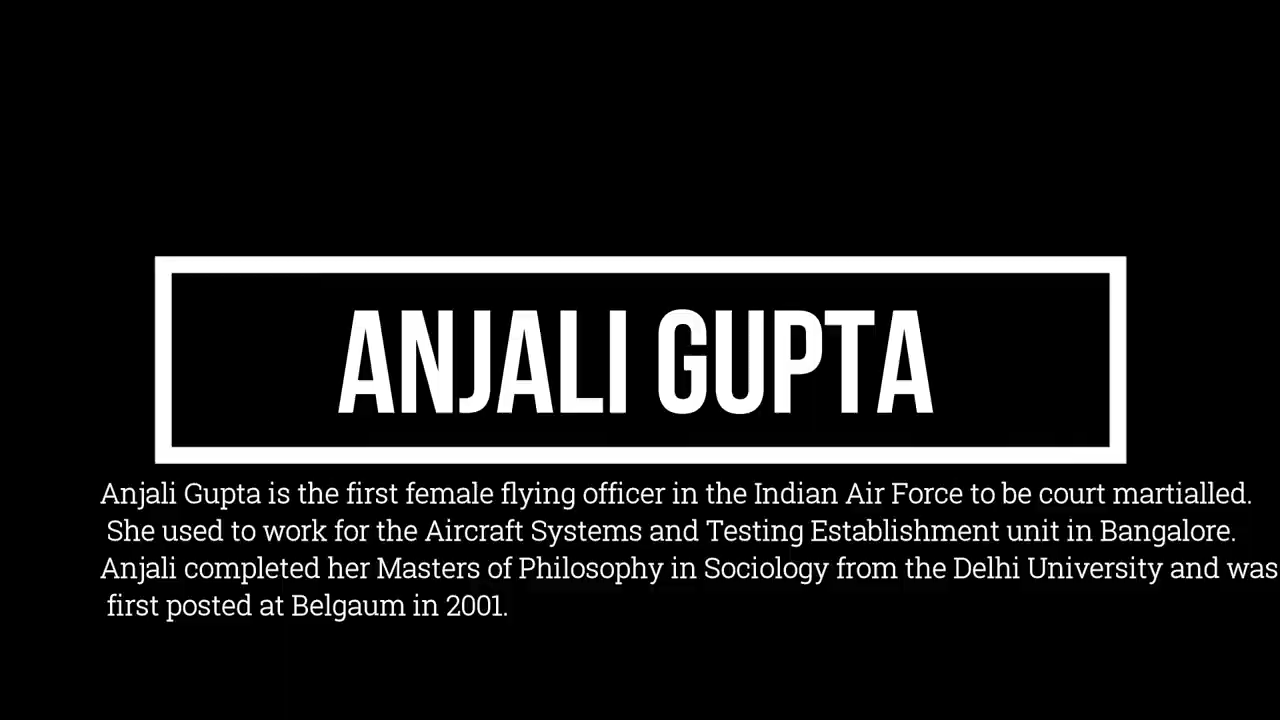 ANJALI GUPTA
Anjali Gupta is the first female flying officer in the Indian Air Force to be court martialled.
She used to work for the Aircraft Systems and Testing Establishment unit in Bangalore.
Anjali completed her Masters of Philosophy in Sociology from the Delhi University and was
first posted at Belgaum in 2001.